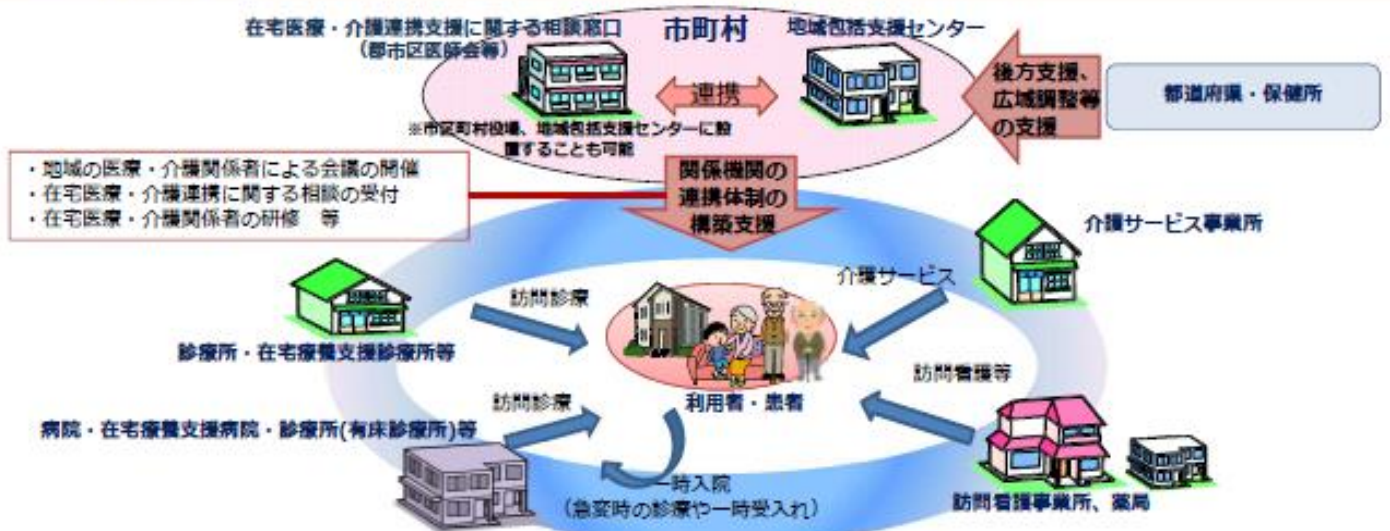 在宅医療・介護連携支援に関する相談窓口
(郡市区医師会等)
市町村
地域包括支援センター
連携
※市区町村役場、地域包括支援センターに設
置することも可能
後方支援、
広域調整等
の支援
都道府県・保健所
・地域の医療・介護関係者による会議の開催
・在宅医療・介護連携に関する相談の受付
・在宅医療・介護関係者の研修 等
関係機関の
連携体制の
構築支援
介護サービス事業所
訪問診療
介護サービス
診療所・在宅療養支援診療所等
訪問看護等
訪問診療
利用者・患者
病院・在宅療養支援病院・診療所(有床診療所)等
一時入院
(急変時の診療や一時受入れ)
訪問看護事業所、薬局